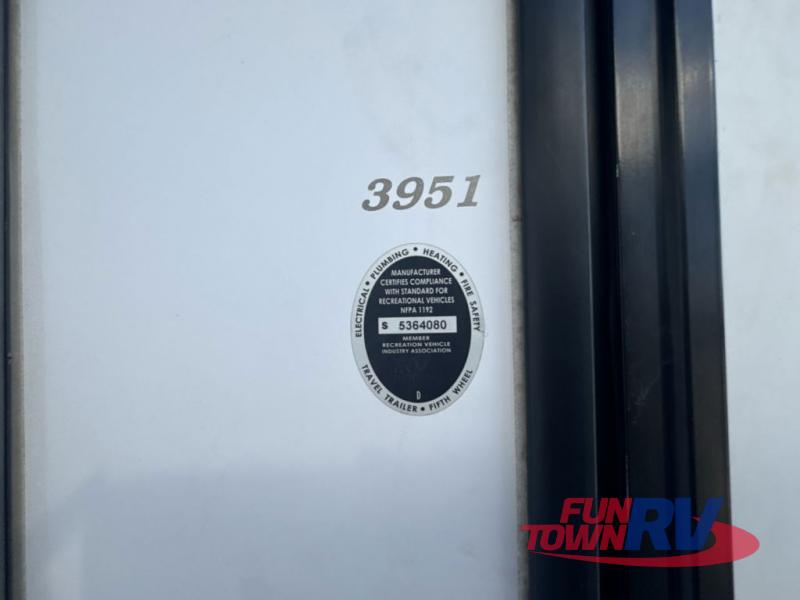 3951
ELECTRICAL • PLUMBING • HEATING • FIRE SAFETY
MANUFACTURER
CERTIFIES COMPLIANCE
WITH STANDARD FOR
RECREATIONAL VEHICLES
NFPA 1192
S 5364080
MEMBER
RECREATION VEHICLE
INDUSTRY ASSOCIATION
D
TRAVEL TRAILER • FIFTH WHEEL
FUN
TOWN RV